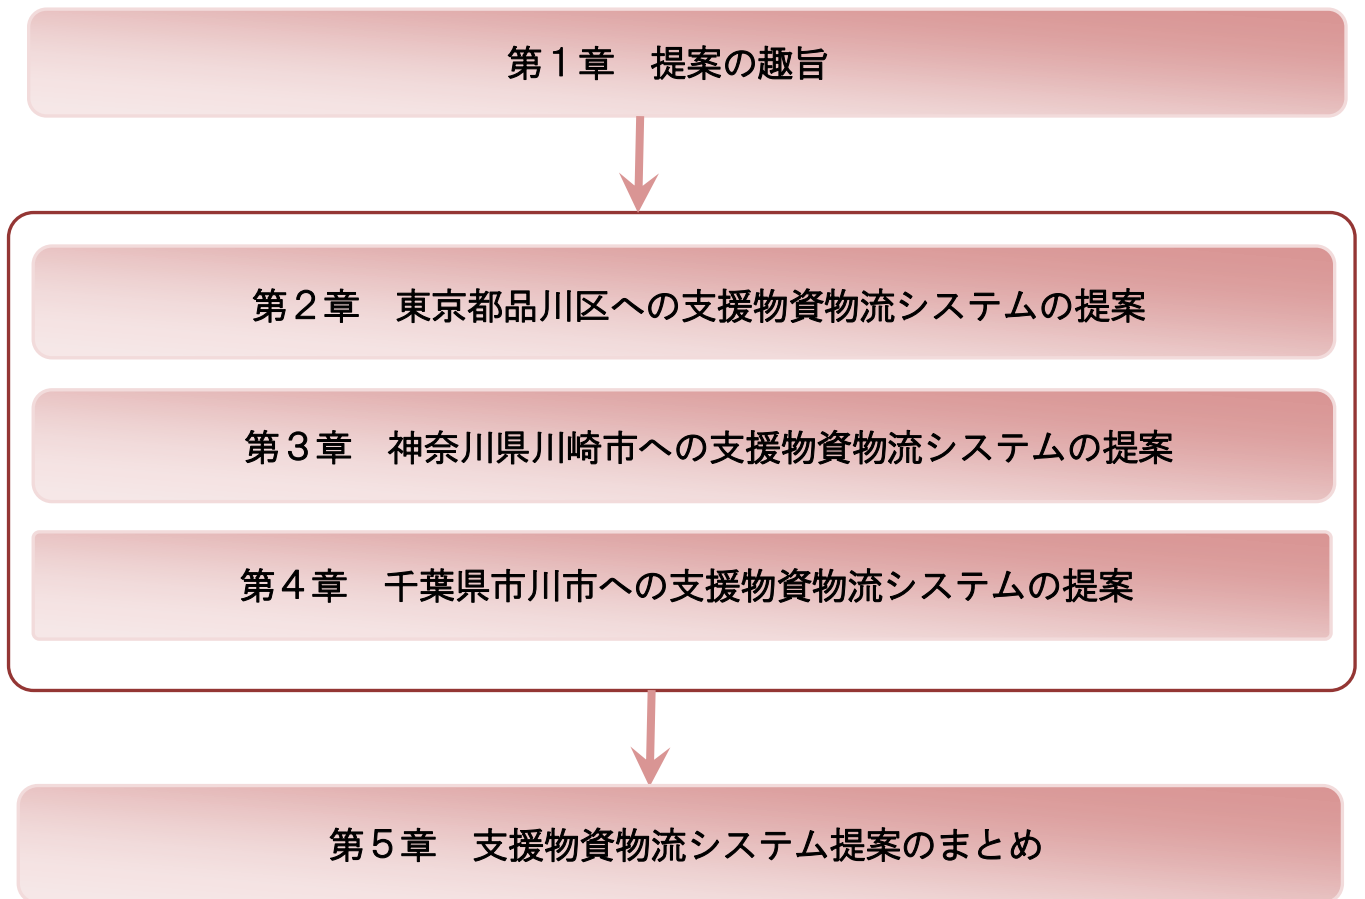 第１章　提案の趣旨
第２章　東京都品川区への支援物資物流システムの提案
第３章　神奈川県川崎市への支援物資物流システムの提案
第４章　千葉県市川市への支援物資物流システムの提案
第５章　支援物資物流システム提案のまとめ